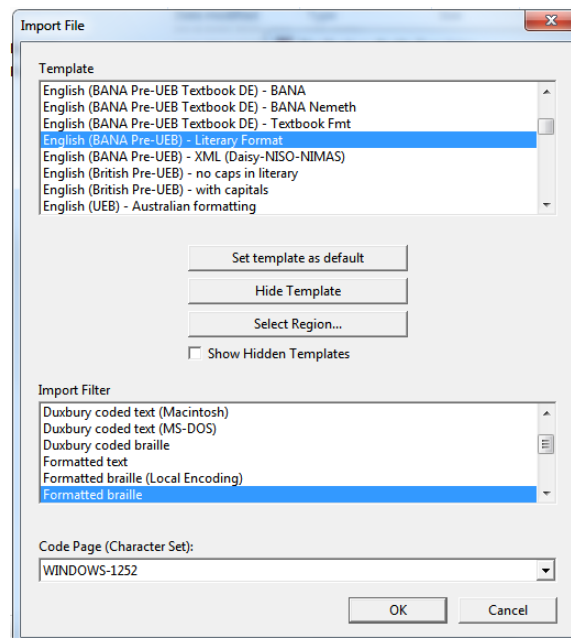 Import File
Template
English (BANA Pre-UEB Textbook DE) - BANA
English (BANA Pre-UEB Textbook DE) - BANA Nemeth
English (BANA Pre-UEB Textbook DE) - Textbook Fmt
English (BANA Pre-UEB) - Literary Format
English (BANA Pre-UEB) - XML (Daisy-NISO-NIMAS)
English (British Pre-UEB) - no caps in literary
English (British Pre-UEB) - with capitals
English (UEB) - Australian formatting
Set template as default
Hide Template
Select Region...
Show Hidden Templates
Import Filter
Duxbury coded text (Macintosh)
Duxbury coded text (MS-DOS)
Duxbury coded braille
Formatted text
Formatted braille (Local Encoding)
Formatted braille
Code Page (Character Set):
WINDOWS-1252
OK Cancel